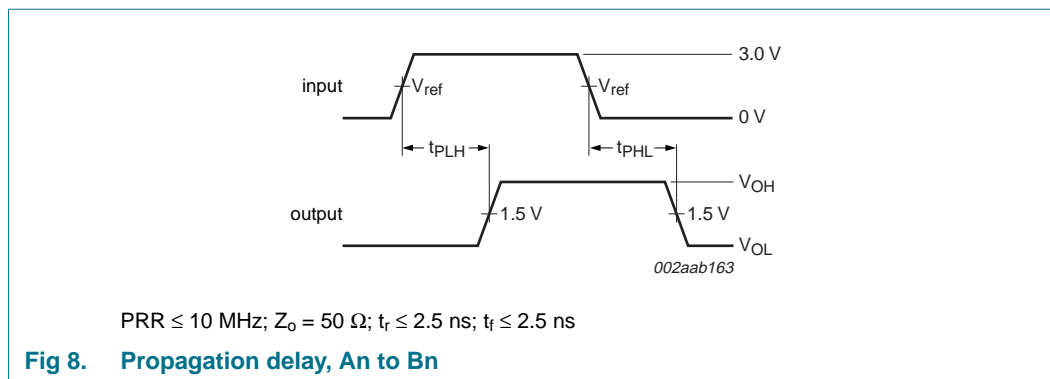 3.0 V
input
Vref
Vref
0 V
tPLH
tPHL
VOH
output
1.5 V
1.5 V
VOL
002aab163
PRR ≤ 10 MHz; Zo = 50 Ω; tr ≤ 2.5 ns; tf ≤ 2.5 ns
Fig 8. Propagation delay, An to Bn